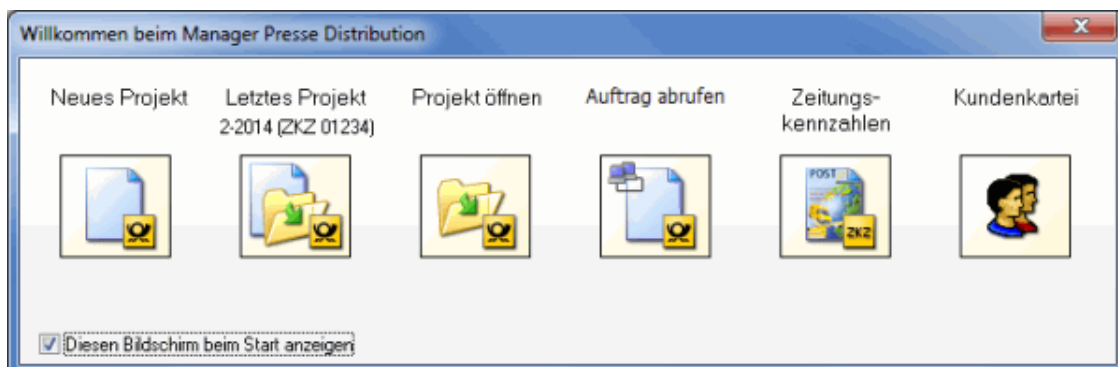 Willkommen beim Manager Presse Distribution
Neues Projekt
Letztes Projekt
2-2014 (ZKZ 01234)
Projekt öffnen
Auftrag abrufen
Zeitungs-
kennzahlen
Kundenkartei
POST
ZKZ
Diesen Bildschirm beim Start anzeigen